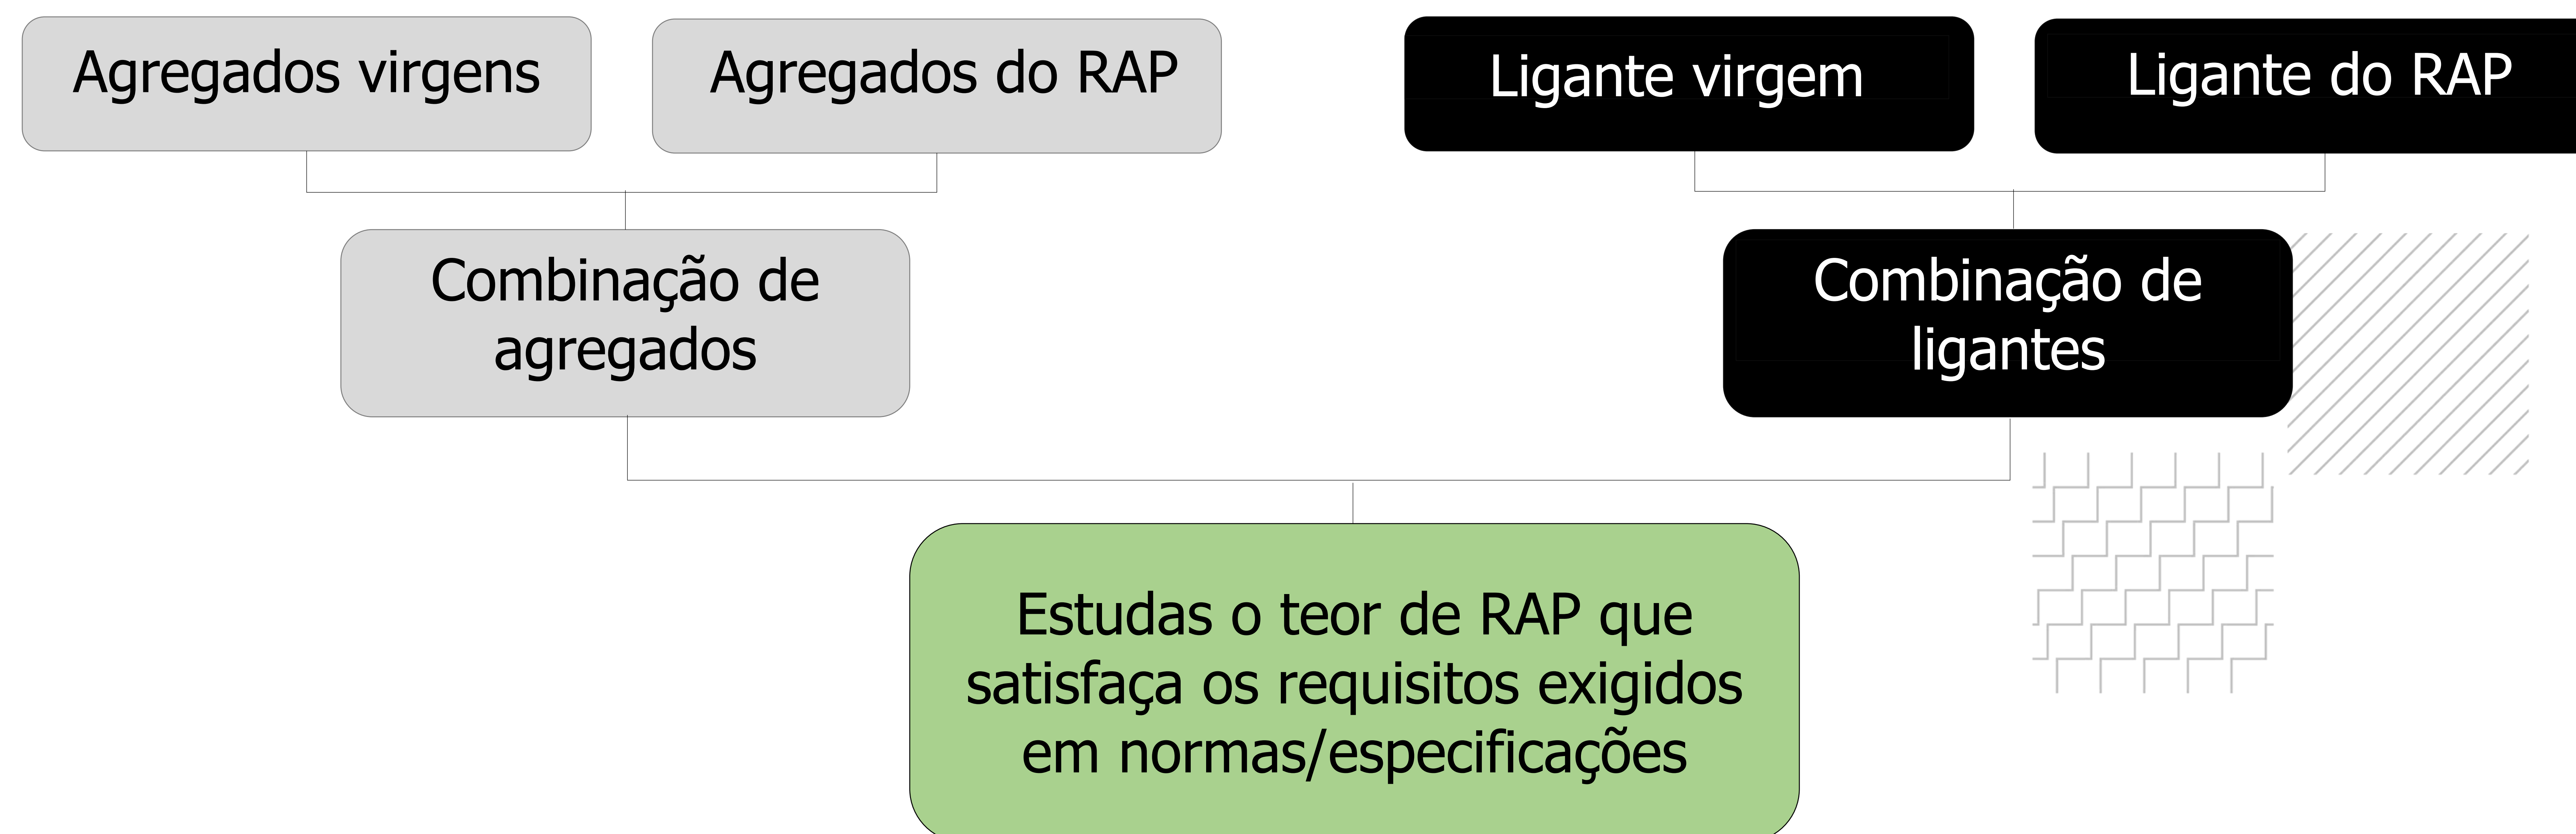 Agregados virgens
Agregados do RAP
Ligante virgem
Ligante do RAP
Combinação de
agregados
Combinação de
ligantes
Estudas o teor de RAP que
satisfaça os requisitos exigidos
em normas/especificações